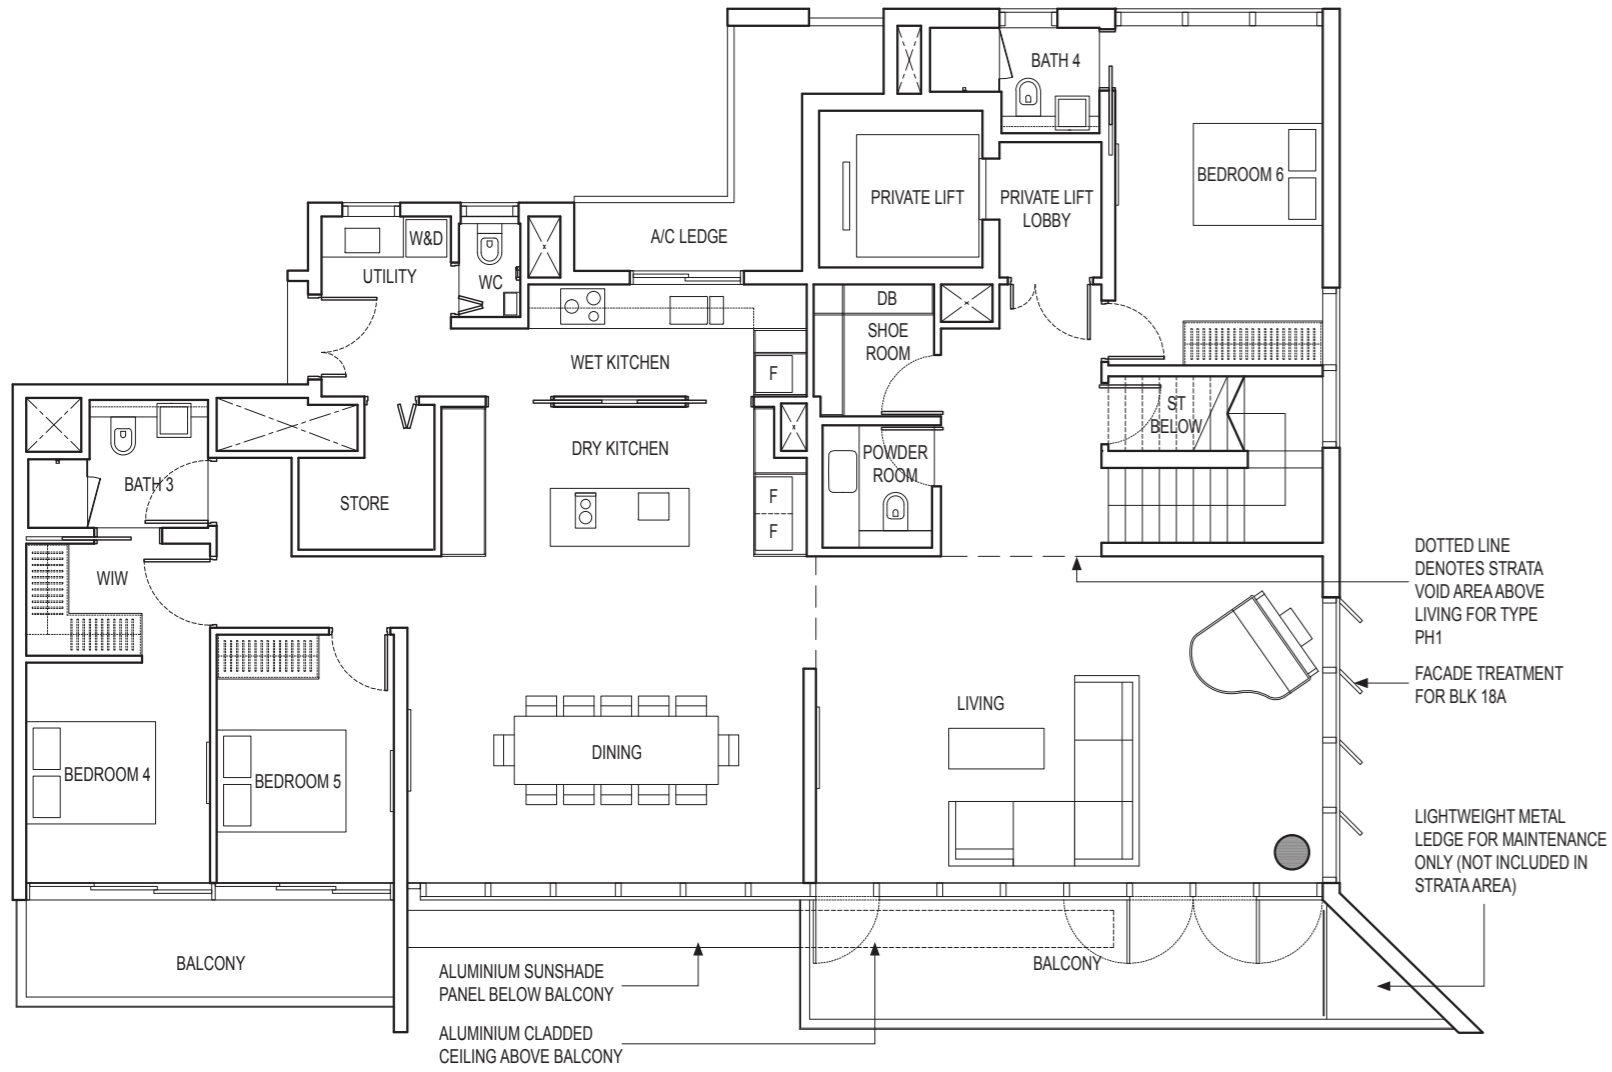 BATH 4
BEDROOM 6
PRIVATE LIFT
PRIVATE LIFT
LOBBY
A/C LEDGE
W&D
UTILITY
WC
DB
SHOE
ROOM
WET KITCHEN
F
ST
BELOW
DRY KITCHEN
POWDER
ROOM
BATH 3
STORE
F
F
WIW
DOTTED LINE
DENOTES STRATA
VOID AREA ABOVE
LIVING FOR TYPE
PH1
FACADE TREATMENT
FOR BLK 18A
LIVING
DINING
BEDROOM 4
BEDROOM 5
LIGHTWEIGHT METAL
LEDGE FOR MAINTENANCE
ONLY (NOT INCLUDED IN
STRATA AREA)
BALCONY
BALCONY
ALUMINIUM SUNSHADE
PANEL BELOW BALCONY
ALUMINIUM CLADDED
CEILING ABOVE BALCONY